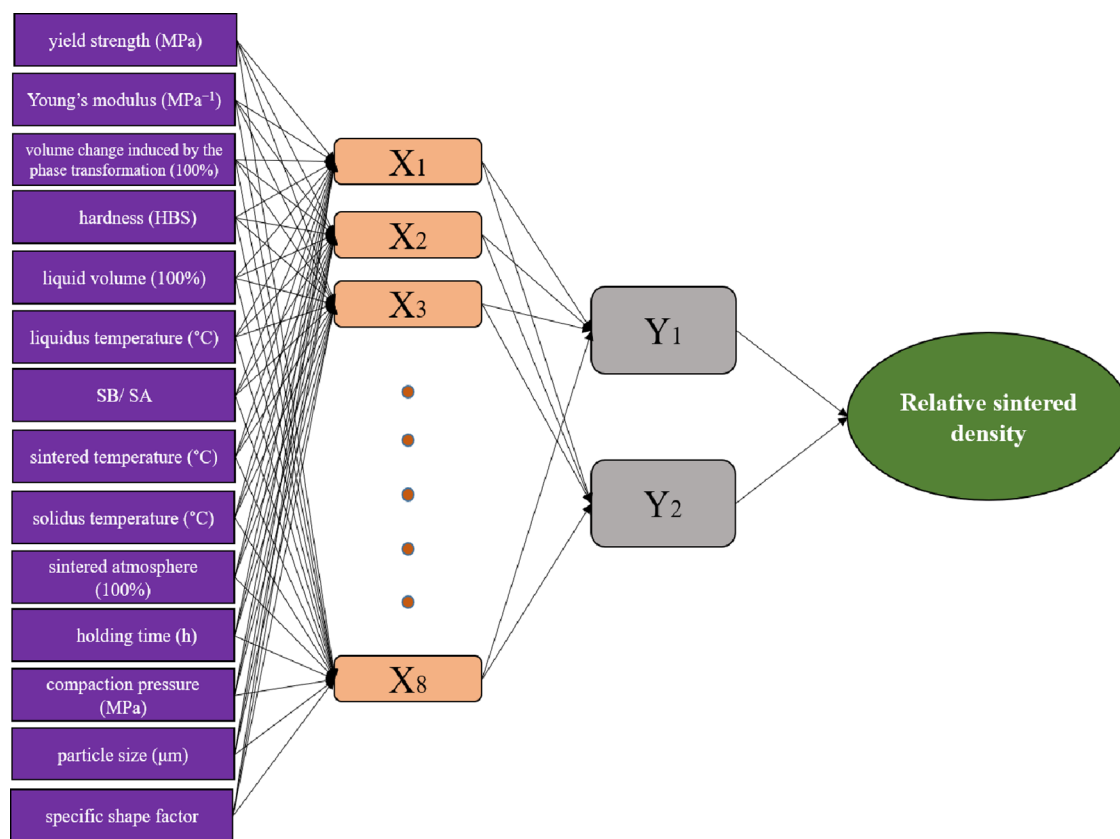 yield strength (MPa)
Young's modulus (MPa⁻¹)
volume change induced by the
phase transformation (100%)
hardness (HBS)
liquid volume (100%)
liquidus temperature (°C)
SB/ SA
sintered temperature (°C)
solidus temperature (°C)
sintered atmosphere
(100%)
holding time (h)
compaction pressure
(MPa)
particle size (μm)
specific shape factor
X1
X2
X3
X8
Y1
Y2
Relative sintered
density